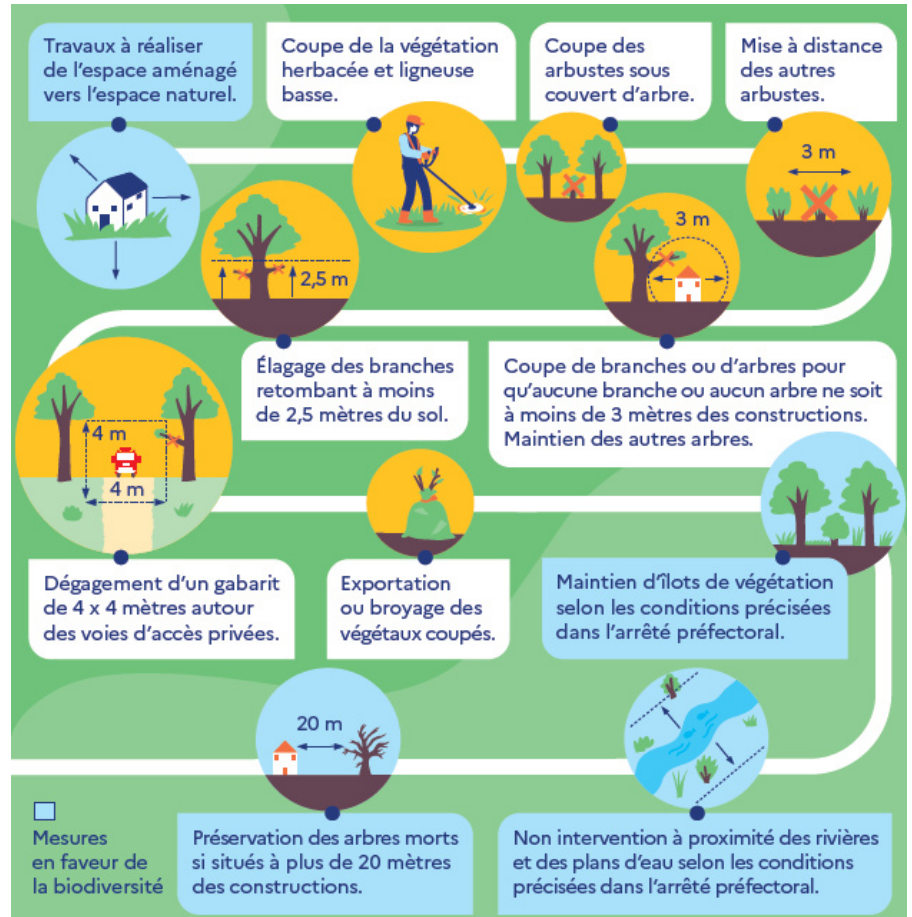 Travaux à réaliser
de l'espace aménagé
vers l'espace naturel.
Coupe de la végétation
herbacée et ligneuse
basse.
Coupe des
arbustes sous
couvert d'arbre.
Mise à distance
des autres
arbustes.
3 m
3 m
2,5 m
Élagage des branches
retombant à moins
de 2,5 mètres du sol.
Coupe de branches ou d'arbres pour
qu'aucune branche ou aucun arbre ne soit
à moins de 3 mètres des constructions.
Maintien des autres arbres.
4 m
4 m
Dégagement d'un gabarit
de 4 x 4 mètres autour
des voies d'accès privées.
Exportation
ou broyage des
végétaux coupés.
Maintien d'îlots de végétation
selon les conditions précisées
dans l'arrêté préfectoral.
20 m
Mesures
en faveur de
la biodiversité
Préservation des arbres morts
si situés à plus de 20 mètres
des constructions.
Non intervention à proximité des rivières
et des plans d'eau selon les conditions
précisées dans l'arrêté préfectoral.